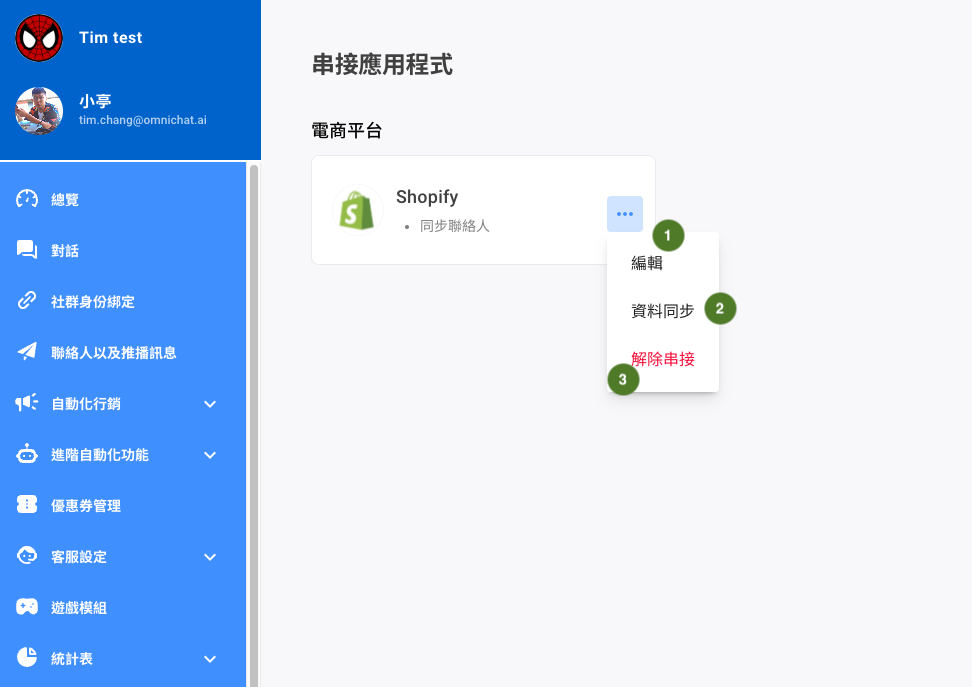 Tim test
小亭
tim.chang@omnichat.ai
總覽
對話
社群身份綁定
聯絡人以及推播訊息
自動化行銷
進階自動化功能
優惠券管理
客服設定
遊戲模組
統計表
串接應用程式
電商平台
Shopify
同步聯絡人
1
編輯
資料同步
2
解除串接
3